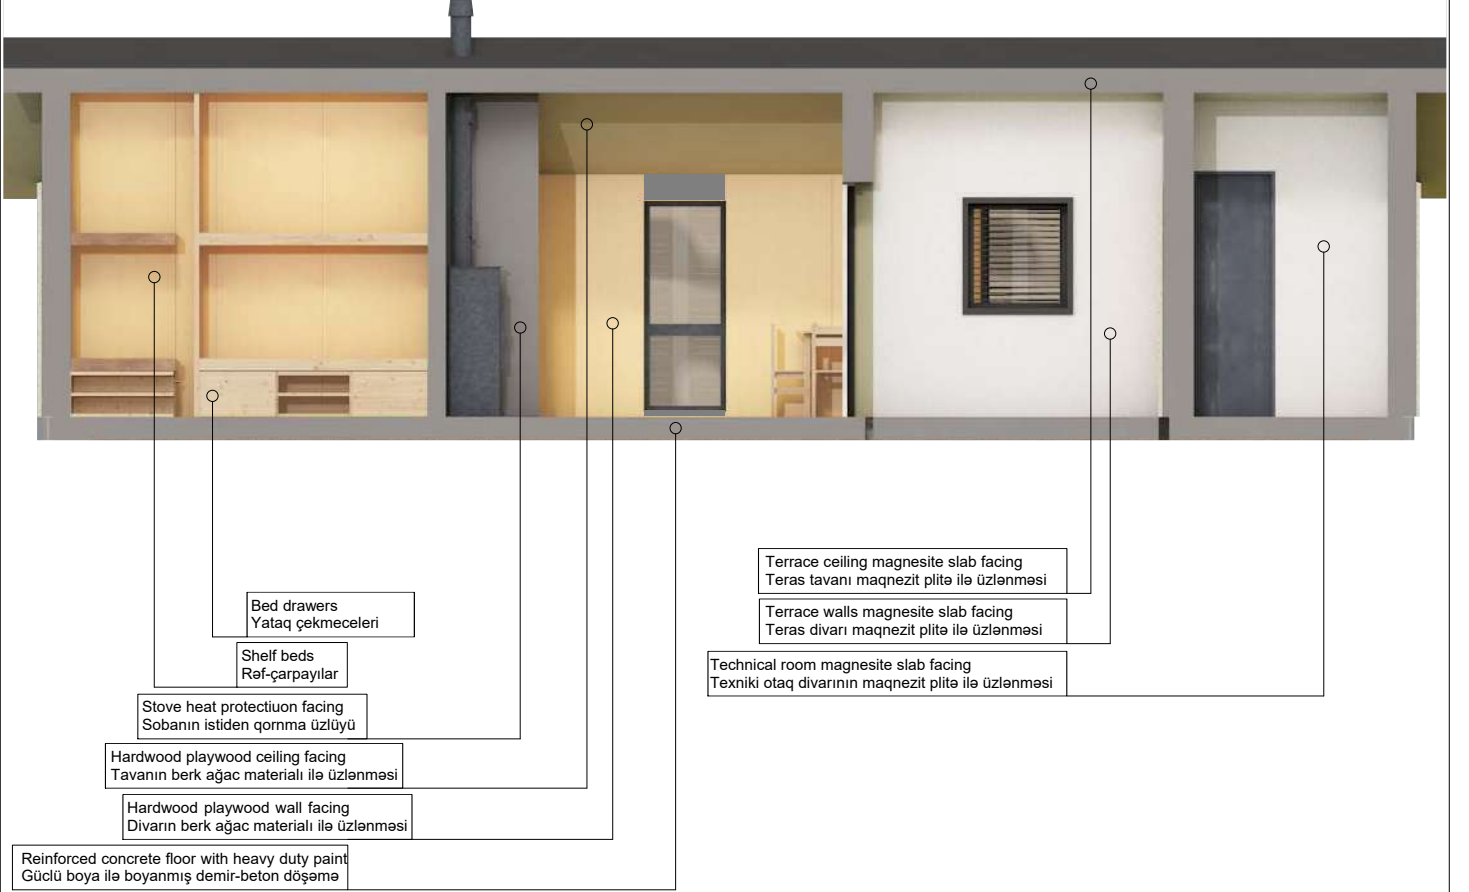 Terrace ceiling magnesite slab facing
Teras tavanı maqnezit plitə ilə üzlənməsi
Terrace walls magnesite slab facing
Teras divarı maqnezit plitə ilə üzlənməsi
Technical room magnesite slab facing
Texniki otaq divarının maqnezit plitə ilə üzlənməsi
Bed drawers
Yataq çekmeceleri
Shelf beds
Rəf-çarpayılar
Stove heat protectiuon facing
Sobanın istiden qornma üzlüyü
Hardwood playwood ceiling facing
Tavanın berk ağac materialı ilə üzlənməsi
Hardwood playwood wall facing
Divarın berk ağac materialı ilə üzlənməsi
Reinforced concrete floor with heavy duty paint
Güclü boya ilə boyanmış demir-beton döşəmə